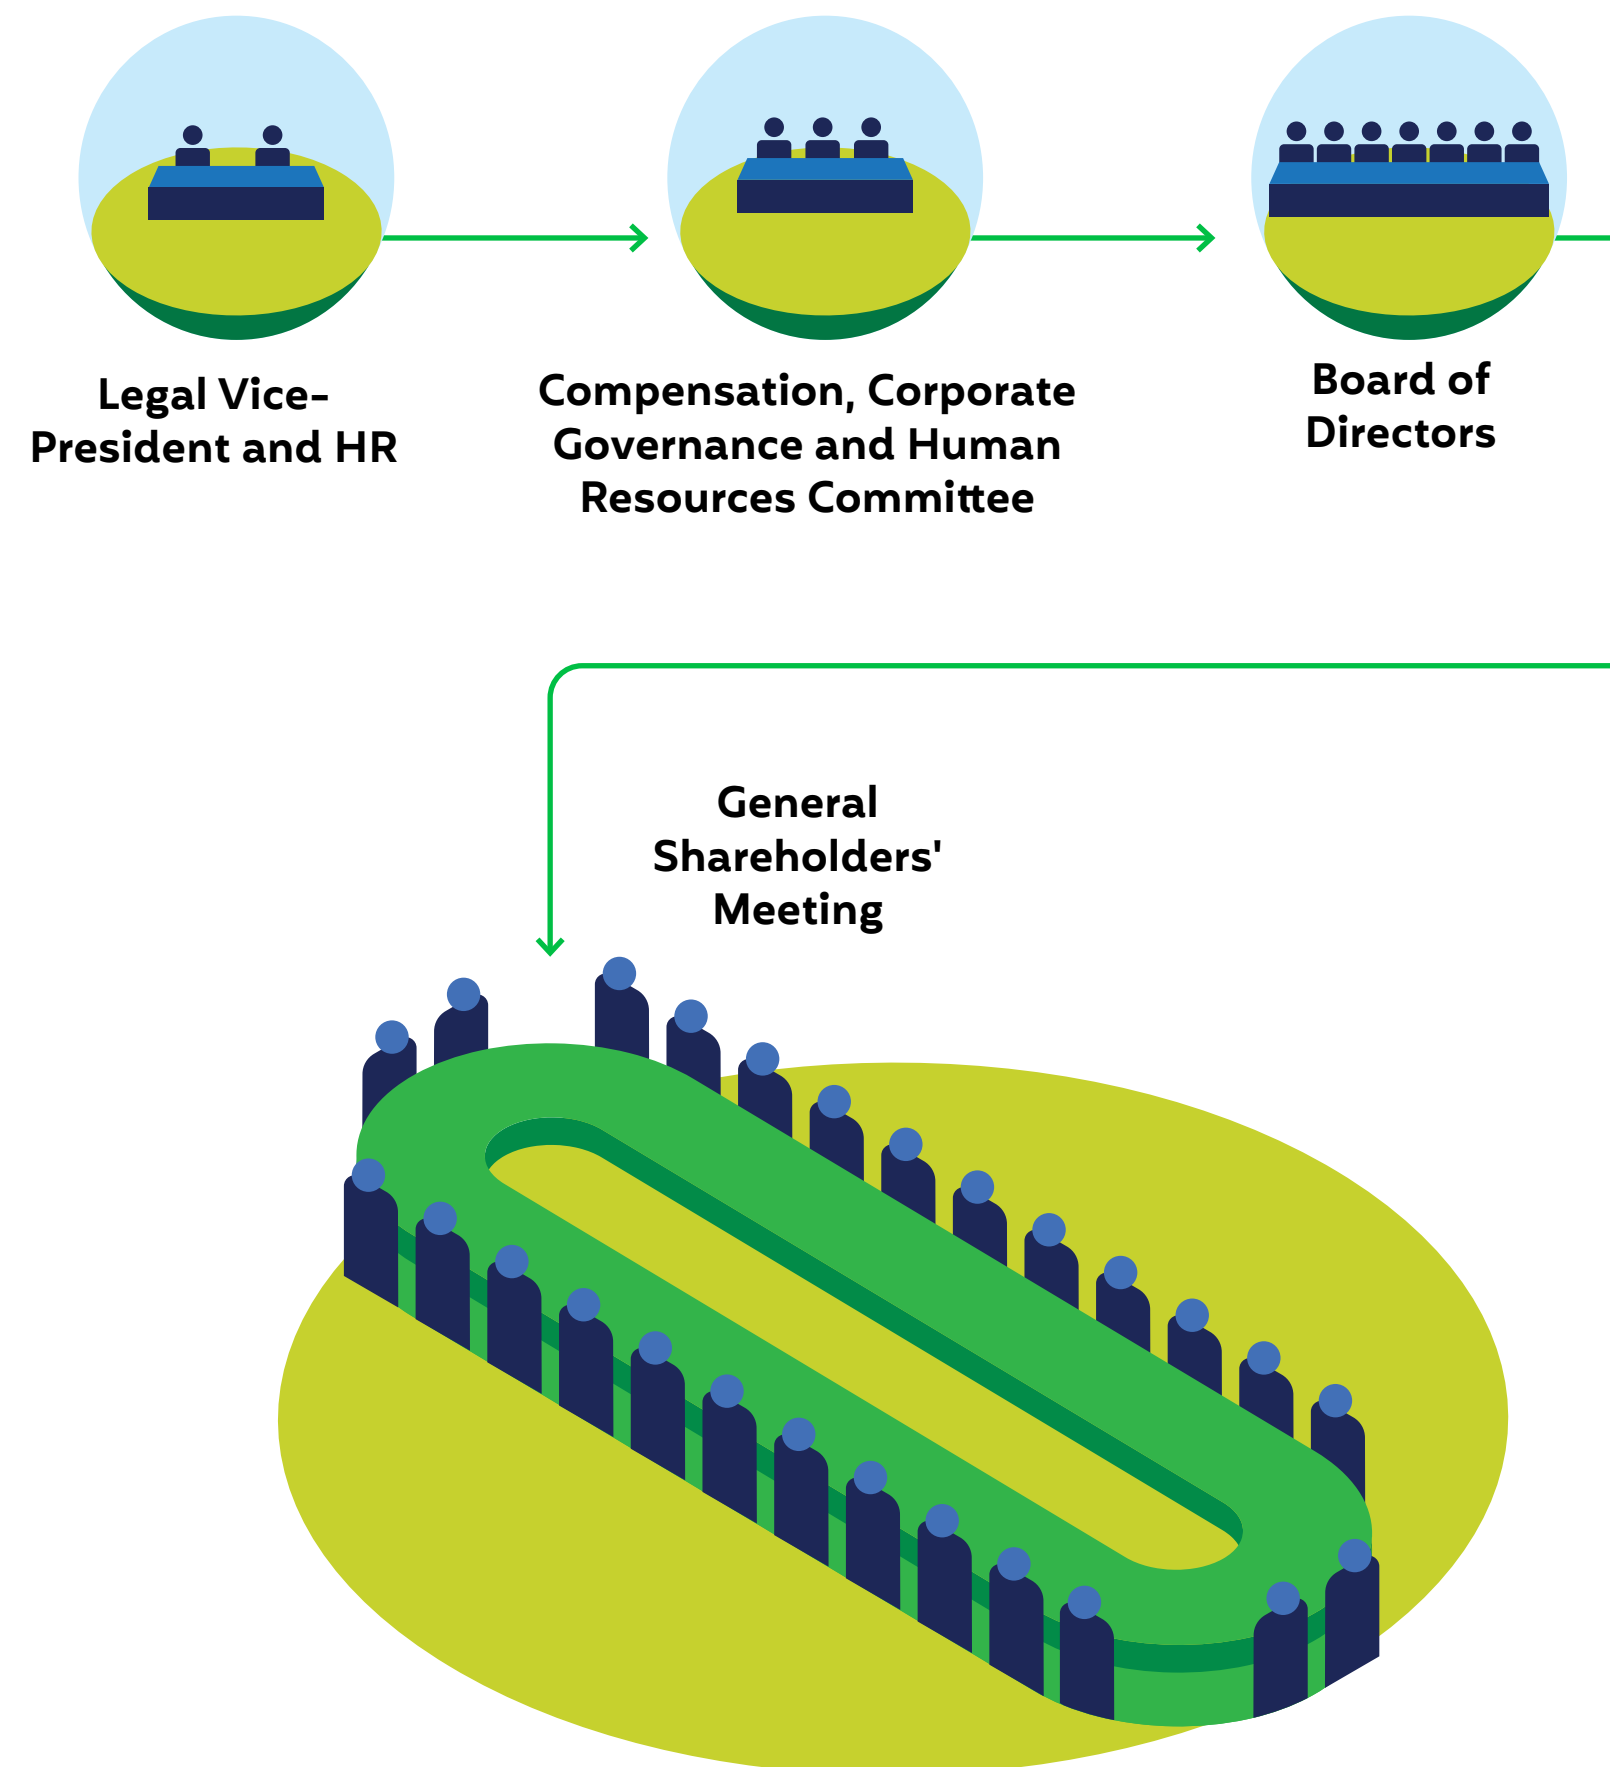 Legal Vice-
President and HR
Compensation, Corporate
Governance and Human
Resources Committee
Board of
Directors
General
Shareholders'
Meeting